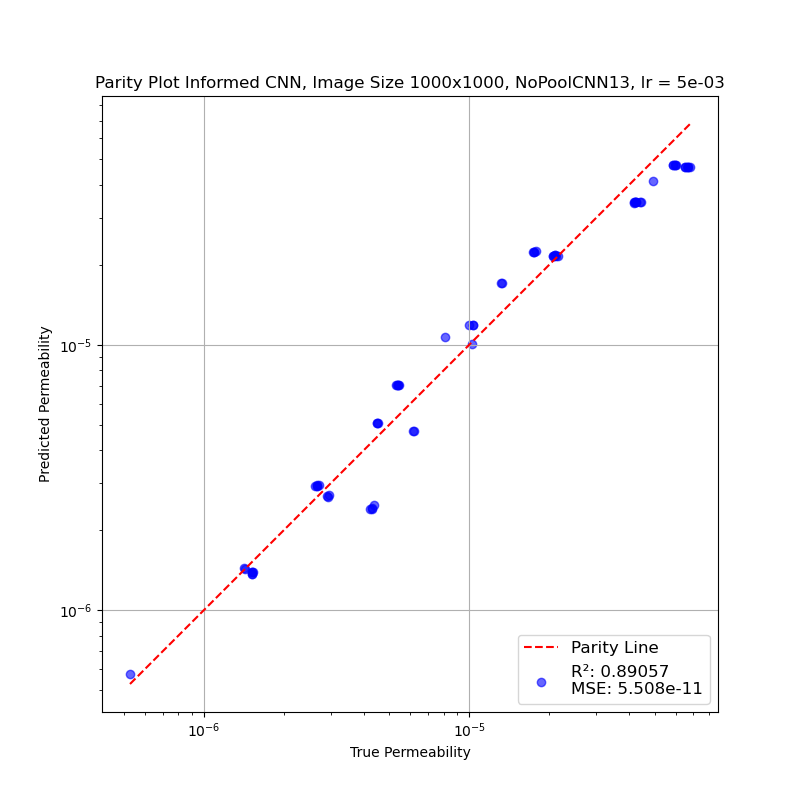 Parity Plot Informed CNN, Image Size 1000x1000, NoPoolCNN13, lr = 5e-03
Predicted Permeability
10⁻⁵
10⁻⁶
10⁻⁶
10⁻⁵
True Permeability
Parity Line
R²: 0.89057
MSE: 5.508e-11